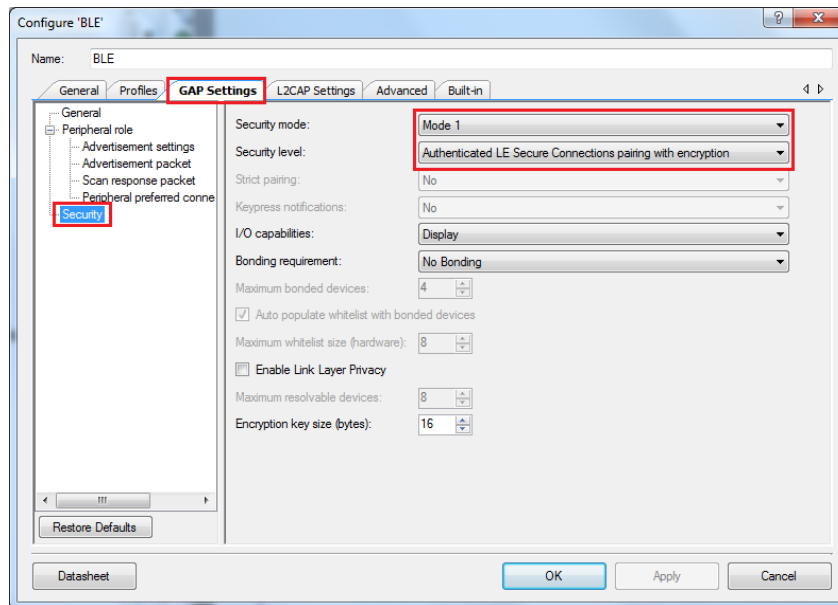 Configure 'BLE'
Name: BLE
General Profiles GAP Settings L2CAP Settings Advanced Built-in
General
Peripheral role
Advertisement settings
Advertisement packet
Scan response packet
Peripheral preferred conne
Security
Security mode: Mode 1
Security level: Authenticated LE Secure Connections pairing with encryption
Strict pairing: No
Keypress notifications: No
I/O capabilities: Display
Bonding requirement: No Bonding
Maximum bonded devices: 4
Auto populate whitelist with bonded devices
Maximum whitelist size (hardware): 8
Enable Link Layer Privacy
Maximum resolvable devices: 8
Encryption key size (bytes): 16
Restore Defaults
Datasheet OK Apply Cancel